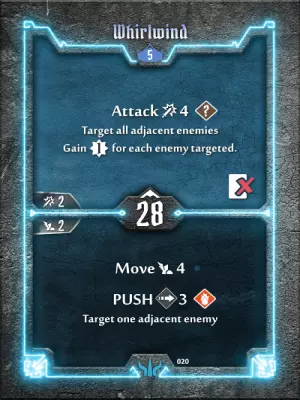 Whirlwind
5
Attack 4 ?
Target all adjacent enemies
Gain 1 for each enemy targeted.
2
28
2
Move 4
PUSH 3
Target one adjacent enemy
020